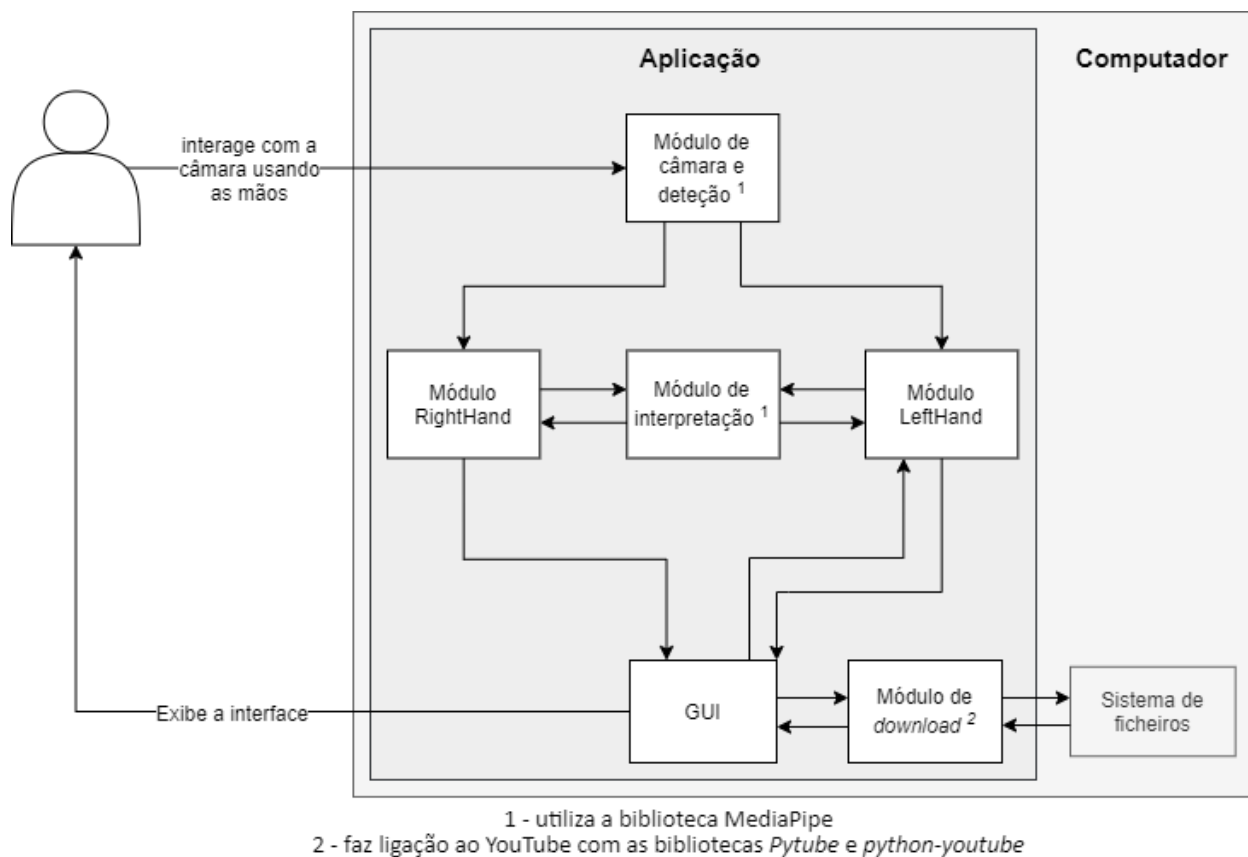 Aplicação
Computador
interage com a
câmara usando
as mãos
Módulo de
câmara e
deteção ¹
Módulo
RightHand
Módulo de
interpretação ¹
Módulo
LeftHand
Exibe a interface
GUI
Módulo de
download ²
Sistema de
ficheiros
1 - utiliza a biblioteca MediaPipe
2 - faz ligação ao YouTube com as bibliotecas Pytube e python-youtube